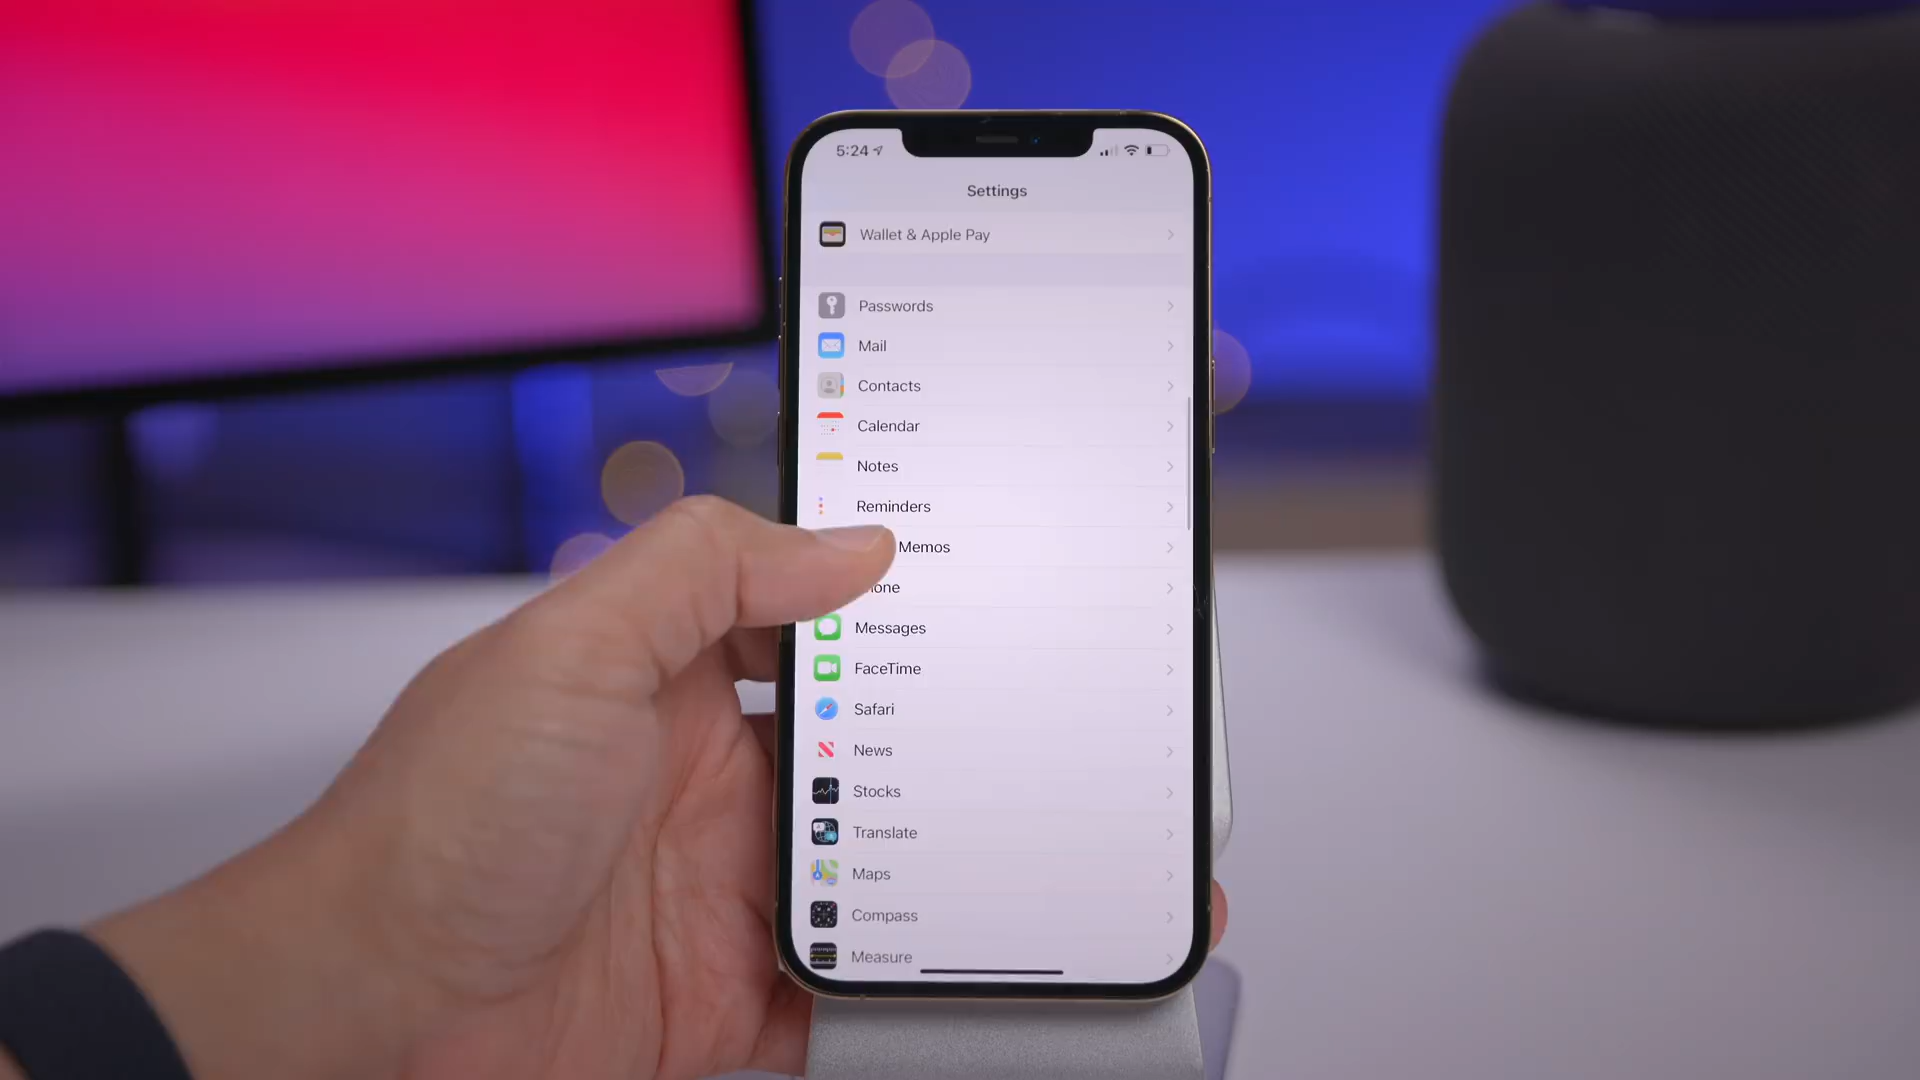 5:24
Settings
Wallet & Apple Pay
Passwords
Mail
Contacts
Calendar
Notes
Reminders
Memos
one
Messages
FaceTime
Safari
News
Stocks
Translate
Maps
Compass
Measure